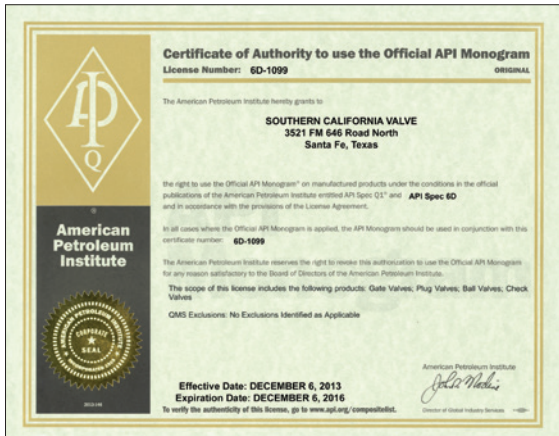 Certificate of Authority to use the Official API Monogram
License Number: 6D-1099
ORIGINAL
The American Petroleum Institute hereby grants to
SOUTHERN CALIFORNIA VALVE
3521 FM 646 Road North
Santa Fe, Texas
the right to use the Official API Monogram® on manufactured products under the conditions in the official
publications of the American Petroleum Institute entitled API Spec Q1® and API Spec 6D
and in accordance with the provisions of the License Agreement.
In all cases where the Official API Monogram is applied, the API Monogram should be used in conjunction with this
certificate number: 6D-1099
The American Petroleum Institute reserves the right to revoke this authorization to use the Official API Monogram
for any reason satisfactory to the Board of Directors of the American Petroleum Institute.
The scope of this license includes the following products: Gate Valves; Plug Valves; Ball Valves; Check
Valves
QMS Exclusions: No Exclusions Identified as Applicable
Effective Date: DECEMBER 6, 2013
Expiration Date: DECEMBER 6, 2016
To verify the authenticity of this license, go to www.api.org/compositelist.
American Petroleum Institute
Director of Global Industry Services
API
Q
®
American
Petroleum
Institute
AMERICAN PETROLEUM INSTITUTE
CORPORATE
SEAL